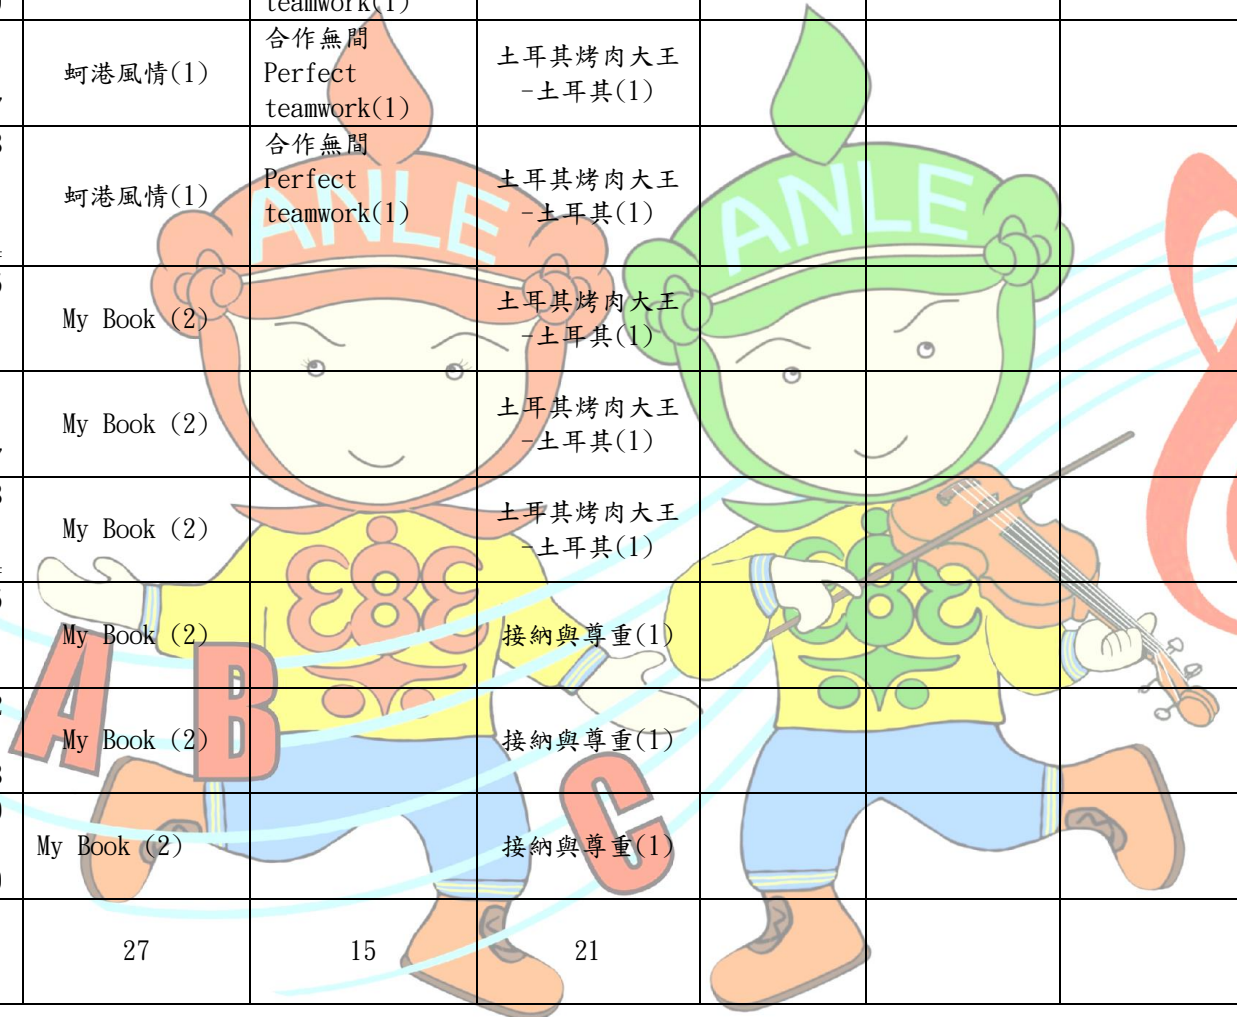 teamwork(1)
蚵港風情(1)
合作無間
Perfect
teamwork(1)
土耳其烤肉大王
-土耳其(1)
蚵港風情(1)
合作無間
Perfect
teamwork(1)
土耳其烤肉大王
-土耳其(1)
ANLE
ANLE
My Book (2)
土耳其烤肉大王
-土耳其(1)
My Book (2)
土耳其烤肉大王
-土耳其(1)
My Book (2)
土耳其烤肉大王
-土耳其(1)
My Book (2)
接納與尊重(1)
A B
My Book (2)
接納與尊重(1)
C
My Book (2)
接納與尊重(1)
27
15
21